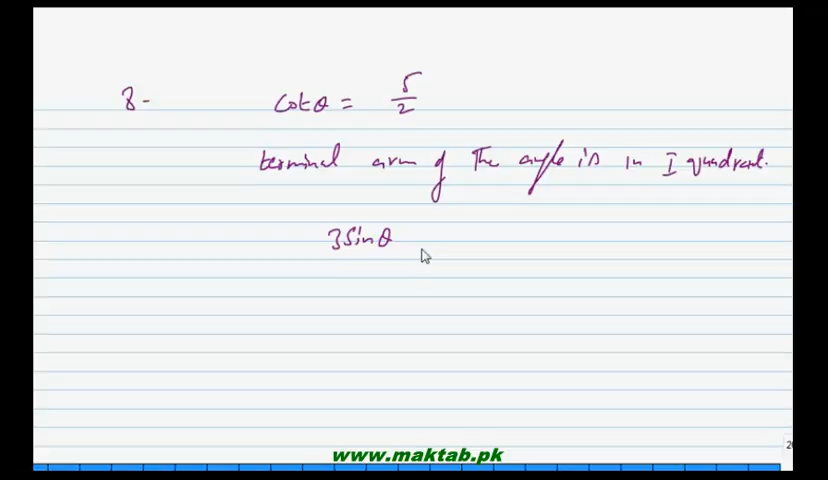 8- cotθ = 5/2
terminal arm of the angle is in I quadrant.
3sinθ
www.maktab.pk